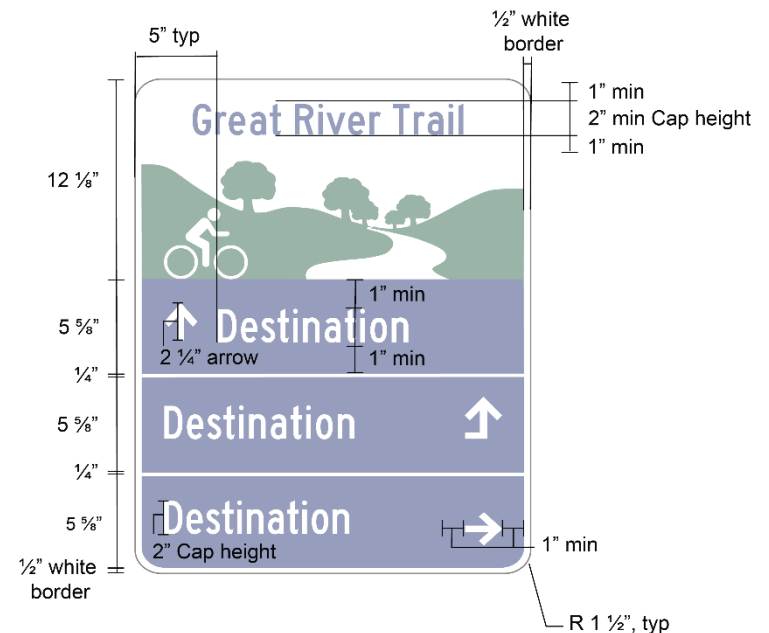 5” typ
½” white
border
Great River Trail
1” min
2” min Cap height
1” min
12 ⅛”
1” min
5 ⅝”
Destination
2 ¼” arrow
1” min
¼”
5 ⅝”
Destination
¼”
5 ⅝”
Destination
2” Cap height
1” min
½” white
border
R 1 ½”, typ